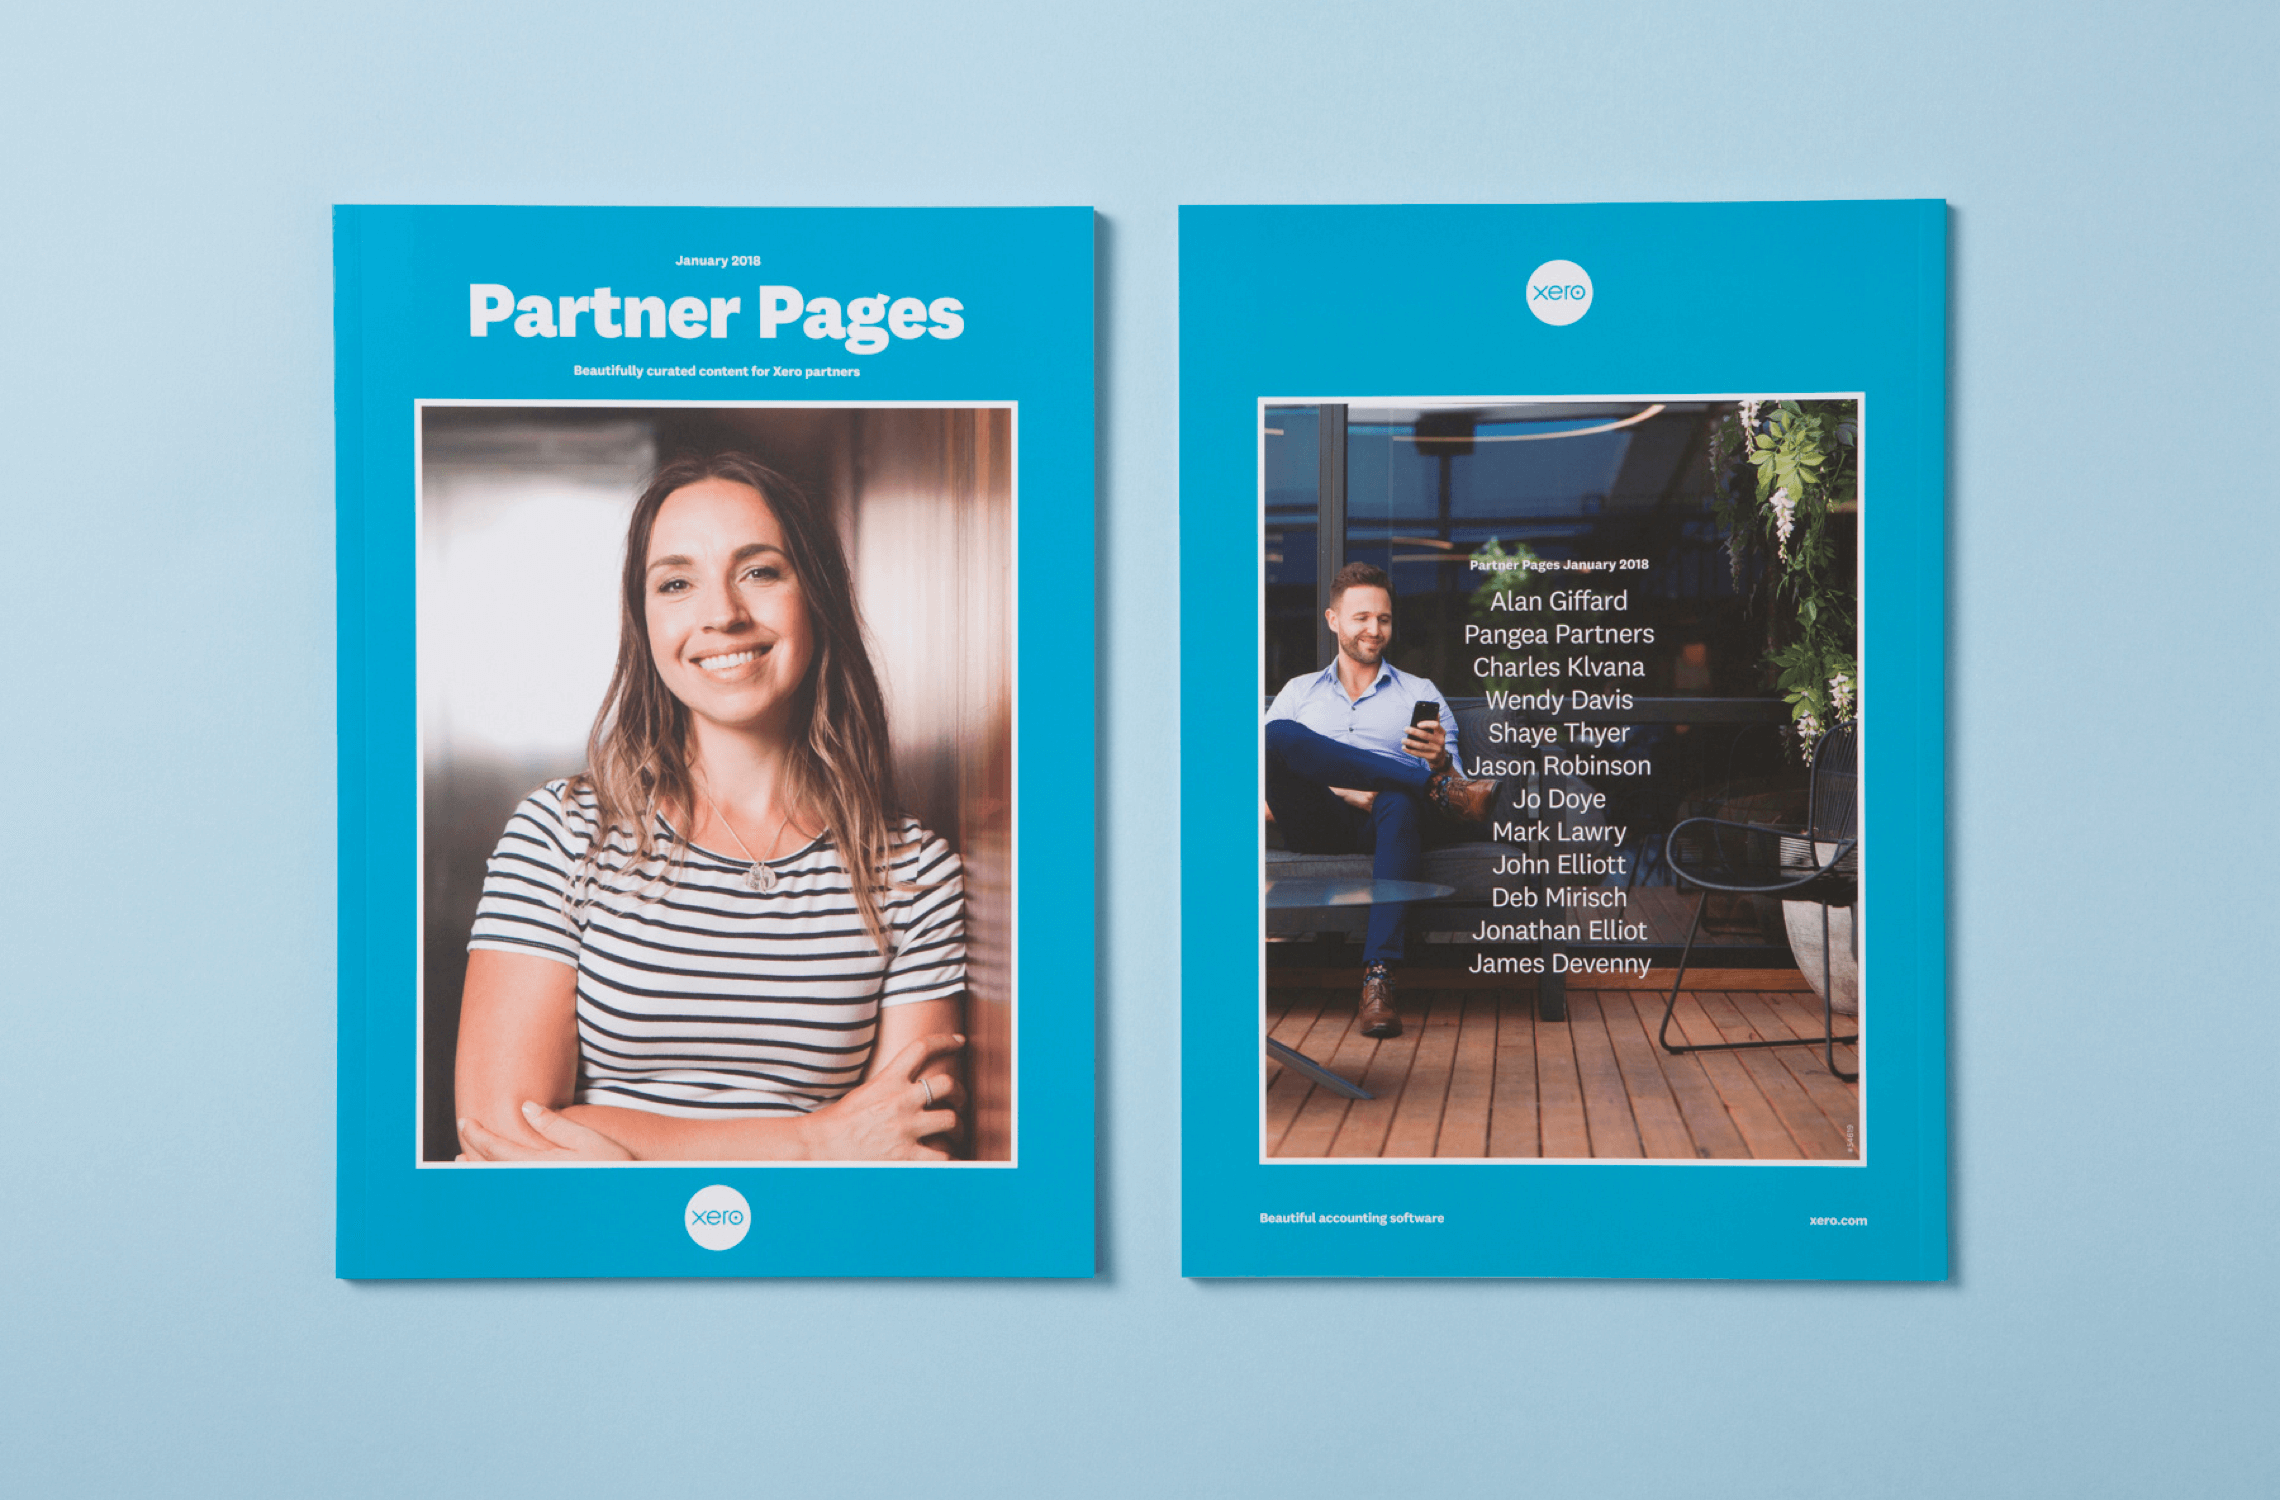 January 2018
Partner Pages
Beautifully curated content for Xero partners
xero
xero
Partner Pages January 2018
Alan Giffard
Pangea Partners
Charles Klvana
Wendy Davis
Shaye Thyer
Jason Robinson
Jo Doye
Mark Lawry
John Elliott
Deb Mirisch
Jonathan Elliot
James Devenny
Beautiful accounting software
xero.com